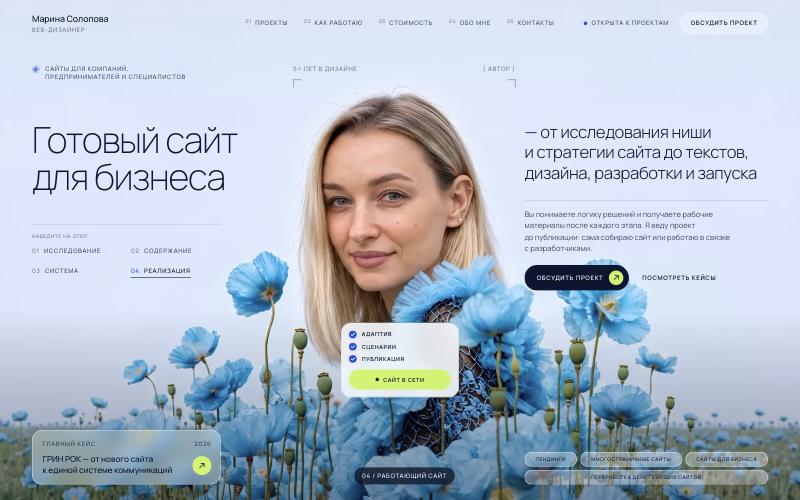 Марина Солопова
ВЕБ-ДИЗАЙНЕР
01 ПРОЕКТЫ
02 КАК РАБОТАЮ
03 СТОИМОСТЬ
04 ОБО МНЕ
05 КОНТАКТЫ
ОТКРЫТА К ПРОЕКТАМ
ОБСУДИТЬ ПРОЕКТ
САЙТЫ ДЛЯ КОМПАНИЙ,
ПРЕДПРИНИМАТЕЛЕЙ И СПЕЦИАЛИСТОВ
5+ ЛЕТ В ДИЗАЙНЕ
( АВТОР )
Готовый сайт
для бизнеса
— от исследования ниши
и стратегии сайта до текстов,
дизайна, разработки и запуска
НАВЕДИТЕ НА ЭТАП
01 ИССЛЕДОВАНИЕ
02 СОДЕРЖАНИЕ
03 СИСТЕМА
04 РЕАЛИЗАЦИЯ
Вы понимаете логику решений и получаете рабочие
материалы после каждого этапа. Я веду проект
до публикации: сама собираю сайт или работаю в связке
с разработчиками.
ОБСУДИТЬ ПРОЕКТ
ПОСМОТРЕТЬ КЕЙСЫ
АДАПТИВ
СЦЕНАРИИ
ПУБЛИКАЦИЯ
САЙТ В СЕТИ
ГЛАВНЫЙ КЕЙС
2026
ГРИН РОК — от нового сайта
к единой системе коммуникаций
04 / РАБОТАЮЩИЙ САЙТ
ЛЕНДИНГИ
МНОГОСТРАНИЧНЫЕ САЙТЫ
САЙТЫ ДЛЯ БИЗНЕСА
ПЕРЕРАБОТКА ДЕЙСТВУЮЩИХ САЙТОВ